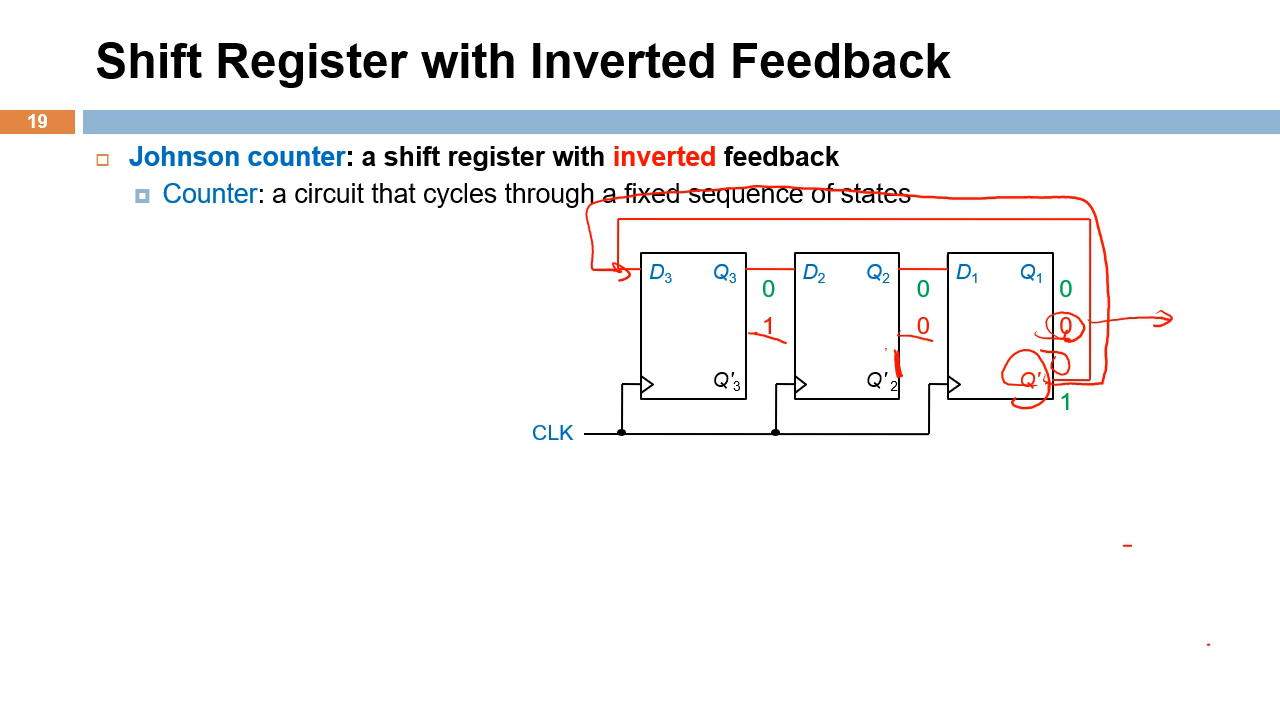 Shift Register with Inverted Feedback
19
Johnson counter: a shift register with inverted feedback
Counter: a circuit that cycles through a fixed sequence of states
D3 Q3 D2 Q2 D1 Q1
0 0 0
1 0 0
0
Q'3 Q'2 Q'
1
CLK